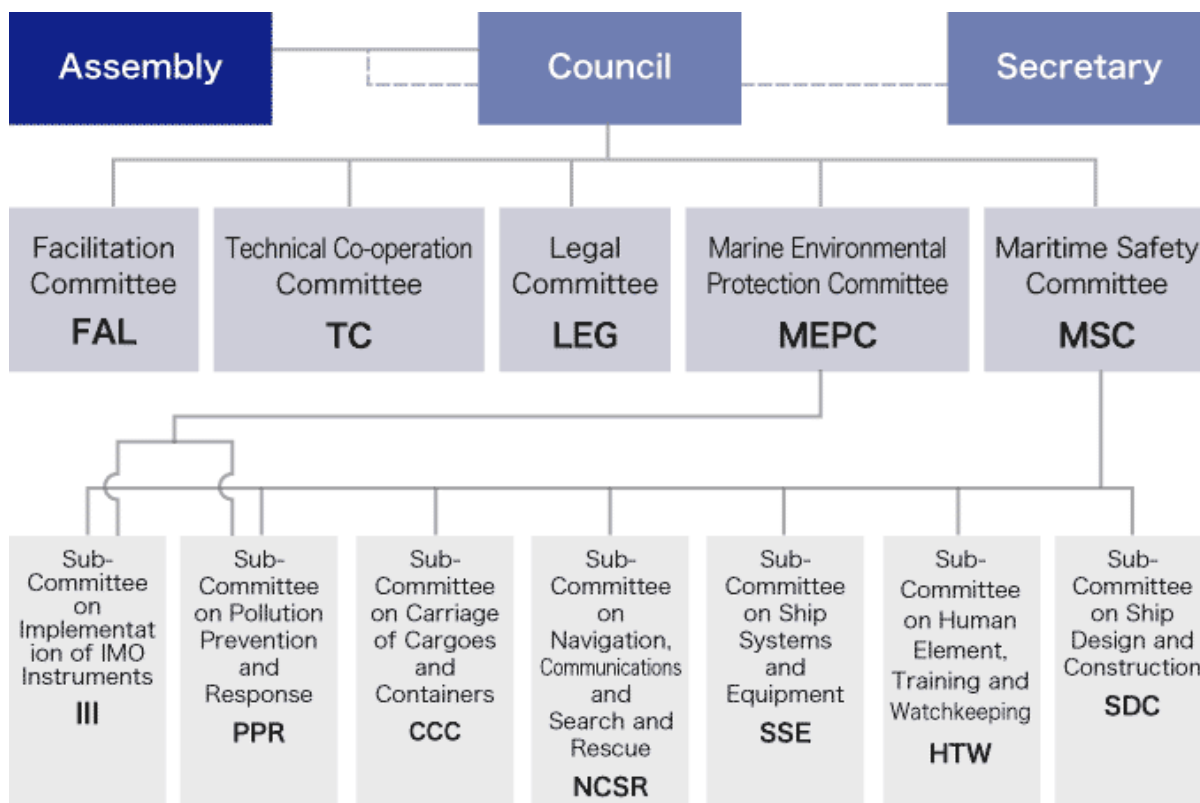 Assembly
Council
Secretary
Facilitation
Committee
FAL
Technical Co-operation
Committee
TC
Legal
Committee
LEG
Marine Environmental
Protection Committee
MEPC
Maritime Safety
Committee
MSC
Sub-
Committee
on
Implementat
ion of IMO
Instruments
III
Sub-
Committee
on Pollution
Prevention
and
Response
PPR
Sub-
Committee
on Carriage
of Cargoes
and
Containers
CCC
Sub-
Committee
on
Navigation,
Communications
and
Search and
Rescue
NCSR
Sub-
Committee
on Ship
Systems
and
Equipment
SSE
Sub-
Committee
on Human
Element,
Training and
Watchkeeping
HTW
Sub-
Committee
on Ship
Design and
Construction
SDC